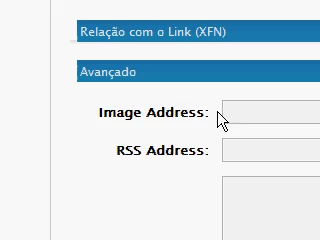 Relação com o Link (XFN)
Avançado
Image Address:
RSS Address: